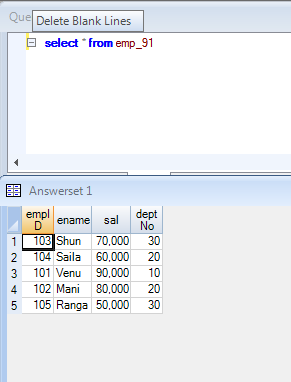 Que
Delete Blank Lines
select * from emp_91
Answerset 1
empl D ename sal dept No
1 103 Shun 70,000 30
2 104 Saila 60,000 20
3 101 Venu 90,000 10
4 102 Mani 80,000 20
5 105 Ranga 50,000 30